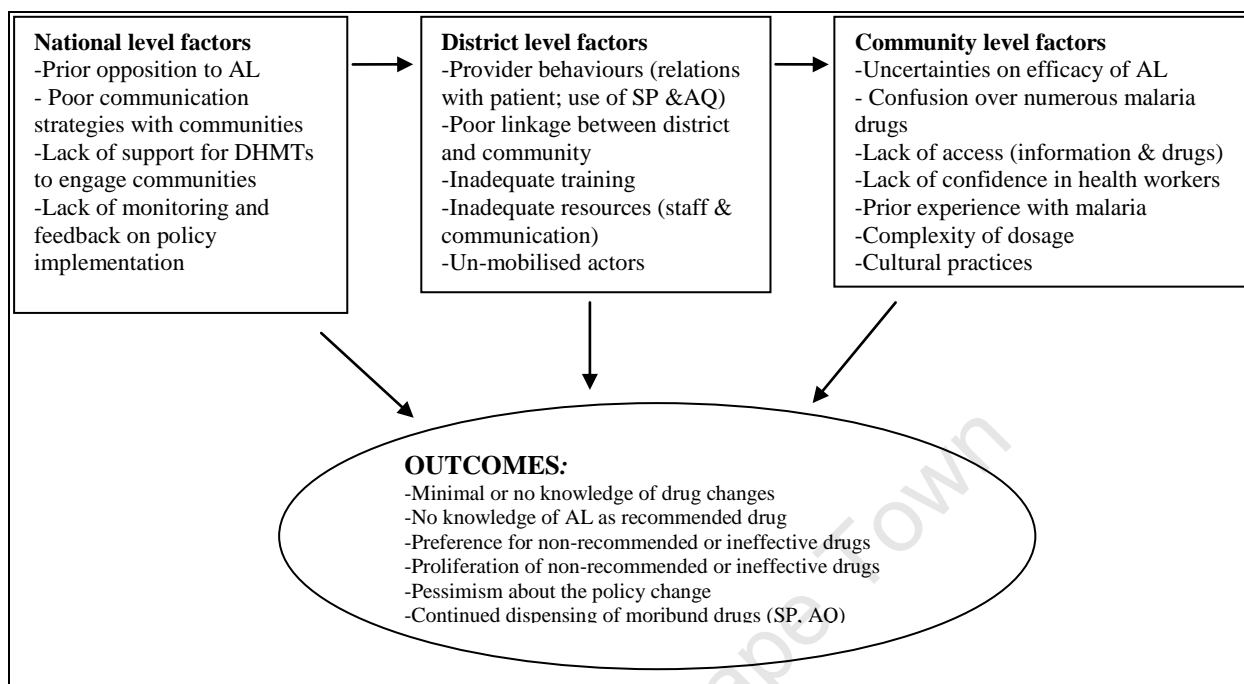 National level factors
-Prior opposition to AL
- Poor communication
strategies with communities
-Lack of support for DHMTs
to engage communities
-Lack of monitoring and
feedback on policy
implementation
District level factors
-Provider behaviours (relations
with patient; use of SP &AQ)
-Poor linkage between district
and community
-Inadequate training
-Inadequate resources (staff &
communication)
-Un-mobilised actors
Community level factors
-Uncertainties on efficacy of AL
- Confusion over numerous malaria
drugs
-Lack of access (information & drugs)
-Lack of confidence in health workers
-Prior experience with malaria
-Complexity of dosage
-Cultural practices
OUTCOMES:
-Minimal or no knowledge of drug changes
-No knowledge of AL as recommended drug
-Preference for non-recommended or ineffective drugs
-Proliferation of non-recommended or ineffective drugs
-Pessimism about the policy change
-Continued dispensing of moribund drugs (SP, AQ)
ape Town